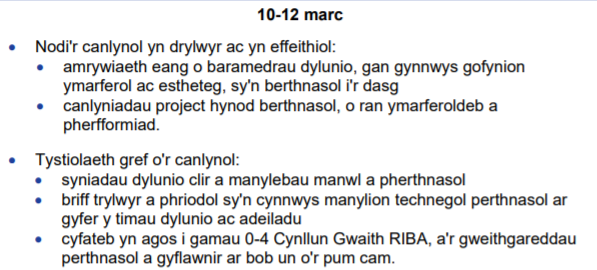 10-12 marc
• Nodi'r canlynol yn drylwyr ac yn effeithiol:
• amrywiaeth eang o baramedrau dylunio, gan gynnwys gofynion
ymarferol ac estheteg, sy'n berthnasol i'r dasg
• canlyniadau project hynod berthnasol, o ran ymarferoldeb a
pherfformiad.
• Tystiolaeth gref o'r canlynol:
• syniadau dylunio clir a manylebau manwl a pherthnasol
• briff trylwyr a phriodol sy'n cynnwys manylion technegol perthnasol ar
gyfer y timau dylunio ac adeiladu
• cyfateb yn agos i gamau 0-4 Cynllun Gwaith RIBA, a'r gweithgareddau
perthnasol a gyflawnir ar bob un o'r pum cam.